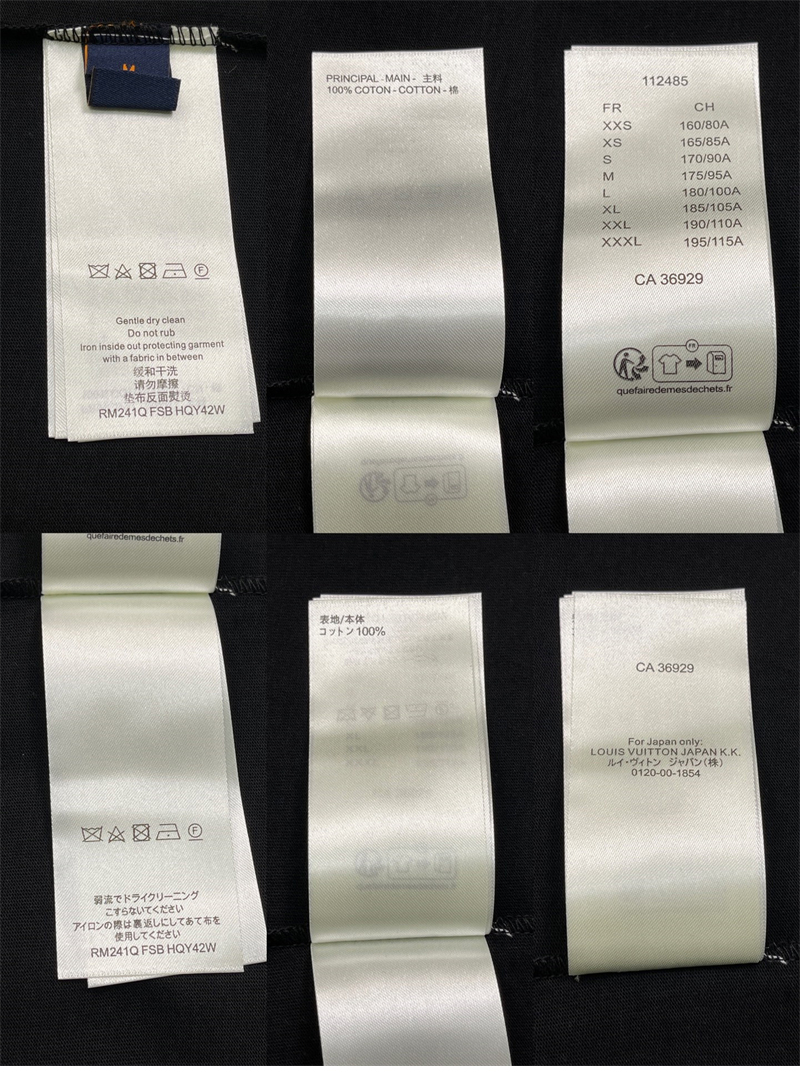 M
Gentle dry clean
Do not rub
Iron inside out protecting garment
with a fabric in between
缓和干洗
请勿摩擦
垫布反面熨烫
RM241Q FSB HQY42W
PRINCIPAL - MAIN - 主料
100% COTON - COTTON - 棉
112485
FR CH
XXS 160/80A
XS 165/85A
S 170/90A
M 175/95A
L 180/100A
XL 185/105A
XXL 190/110A
XXXL 195/115A
CA 36929
FR
quefairedemesdechets.fr
quefairedemesdechets.fr
F
弱流でドライクリーニング
こすらないでください
アイロンの際は裏返しにしてあて布を
使用してください
RM241Q FSB HQY42W
表地/本体
コットン100%
CA 36929
For Japan only:
LOUIS VUITTON JAPAN K.K.
ルイ・ヴィトン ジャパン(株)
0120-00-1854